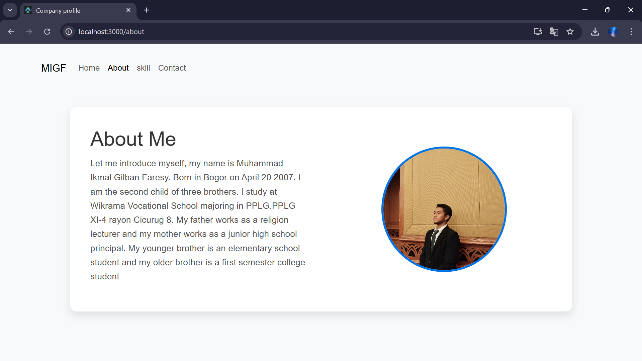 Company profile
localhost:3000/about
MIGF Home About skill Contact
About Me
Let me introduce myself, my name is Muhammad
Ikmal Gilban Faresy. Born in Bogor on April 20 2007. I
am the second child of three brothers. I study at
Wikrama Vocational School majoring in PPLG,PPLG
XI-4 rayon Cicurug 8. My father works as a religion
lecturer and my mother works as a junior high school
principal. My younger brother is an elementary school
student and my older brother is a first semester college
student